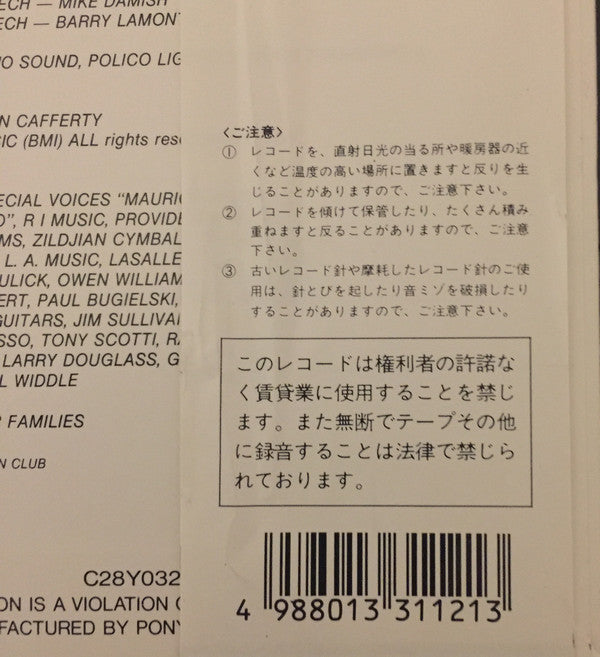 ECH — MIKE DAMISH
ECH — BARRY LAMON
O SOUND, POLICO LIG
N CAFFERTY
IC (BMI) ALL rights rese
ECIAL VOICES "MAURI
O", R I MUSIC, PROVIDE
MS, ZILDJIAN CYMBAL
L. A. MUSIC, LASALLE
ULICK, OWEN WILLIAM
ERT, PAUL BUGIELSKI,
GUITARS, JIM SULLIVA
SSO, TONY SCOTTI, R
LARRY DOUGLASS, G
L WIDDLE
FAMILIES
N CLUB
C28Y032
ON IS A VIOLATION
FACTURED BY PON
〈ご注意〉
① レコードを、直射日光の当る所や暖房器の近
くなど温度の高い場所に置きますと反りを生
じることがありますので、ご注意下さい。
② レコードを傾けて保管したり、たくさん積み
重ねますと反ることがありますので、ご注意
下さい。
③ 古いレコード針や摩耗したレコード針のご使
用は、針とびを起したり音ミゾを破損したり
することがありますので、ご注意下さい。
このレコードは権利者の許諾な
く賃貸業に使用することを禁じ
ます。また無断でテープその他
に録音することは法律で禁じら
れております。
4 988013 311213